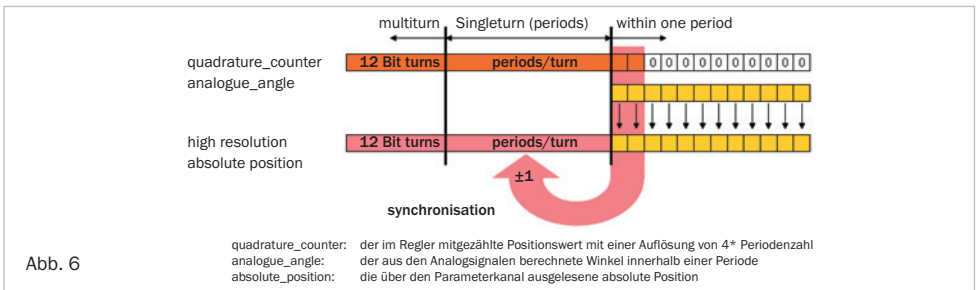 multiturn Singleturn (periods) within one period
quadrature_counter 12 Bit turns periods/turn 0 0 0 0 0 0 0 0 0 0
analogue_angle
high resolution 12 Bit turns periods/turn
absolute position
±1
synchronisation
quadrature_counter: der im Regler mitgezählte Positionswert mit einer Auflösung von 4* Periodenzahl
Abb. 6 analogue_angle: der aus den Analogsignalen berechnete Winkel innerhalb einer Periode
absolute_position: die über den Parameterkanal ausgelesene absolute Position